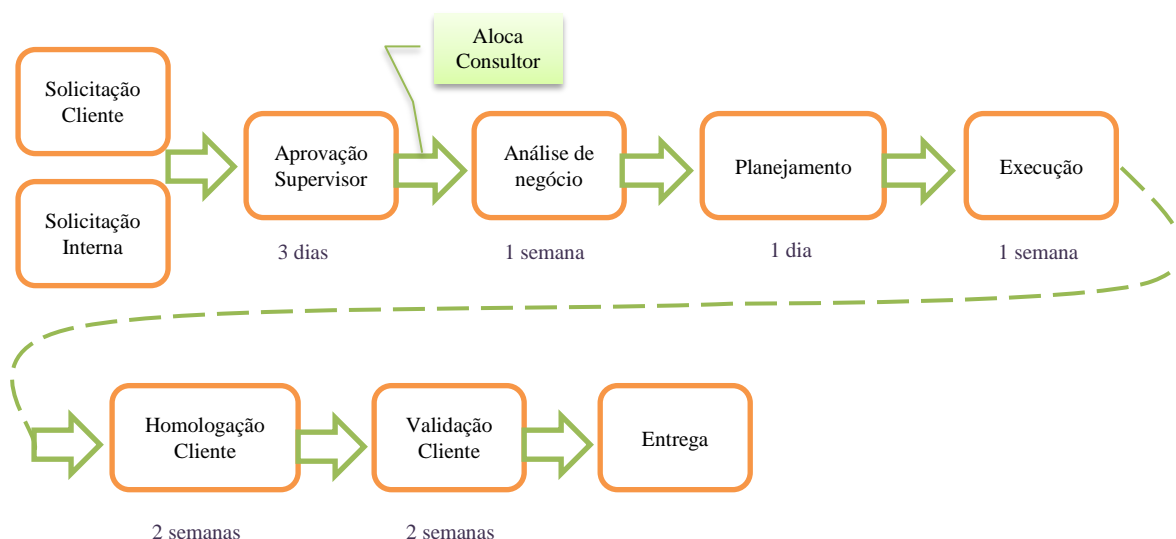 Aloca
Consultor
Solicitação
Cliente
Solicitação
Interna
Aprovação
Supervisor
Análise de
negócio
Planejamento
Execução
3 dias
1 semana
1 dia
1 semana
Homologação
Cliente
Validação
Cliente
Entrega
2 semanas
2 semanas